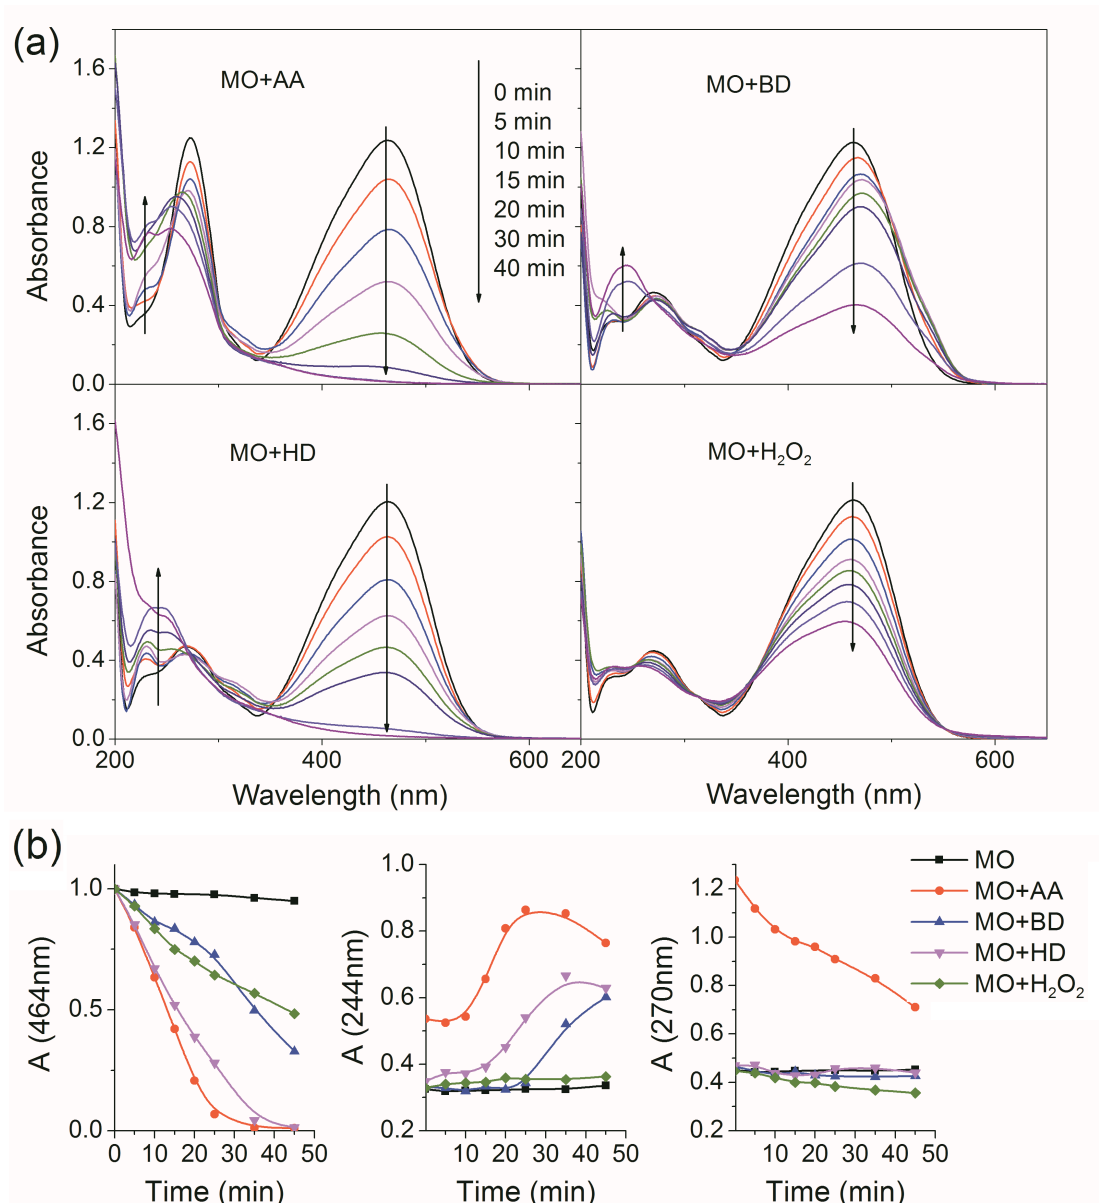 (a)
MO+AA
0 min
5 min
10 min
15 min
20 min
30 min
40 min
MO+BD
1.6
1.2
0.8
0.4
0.0
Absorbance
MO+HD
MO+H₂O₂
1.6
1.2
0.8
0.4
0.0
Absorbance
200
400
600
200
400
600
Wavelength (nm)
Wavelength (nm)
(b)
1.0
0.5
0.0
A (464nm)
0 10 20 30 40 50
Time (min)
1.0
0.8
0.6
0.4
0.2
A (244nm)
0 10 20 30 40 50
Time (min)
1.2
1.0
0.8
0.6
0.4
0.2
A (270nm)
0 10 20 30 40 50
Time (min)
MO
MO+AA
MO+BD
MO+HD
MO+H₂O₂